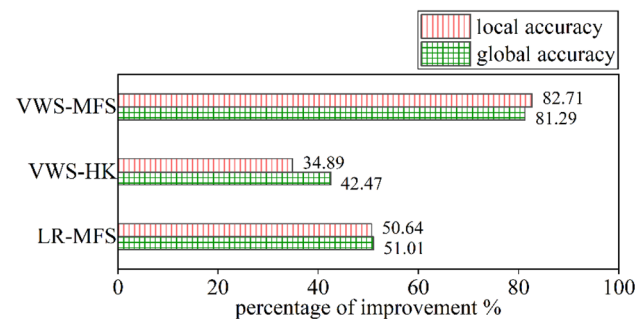 local accuracy
global accuracy
VWS-MFS
82.71
81.29
VWS-HK
34.89
42.47
LR-MFS
50.64
51.01
0 20 40 60 80 100
percentage of improvement %